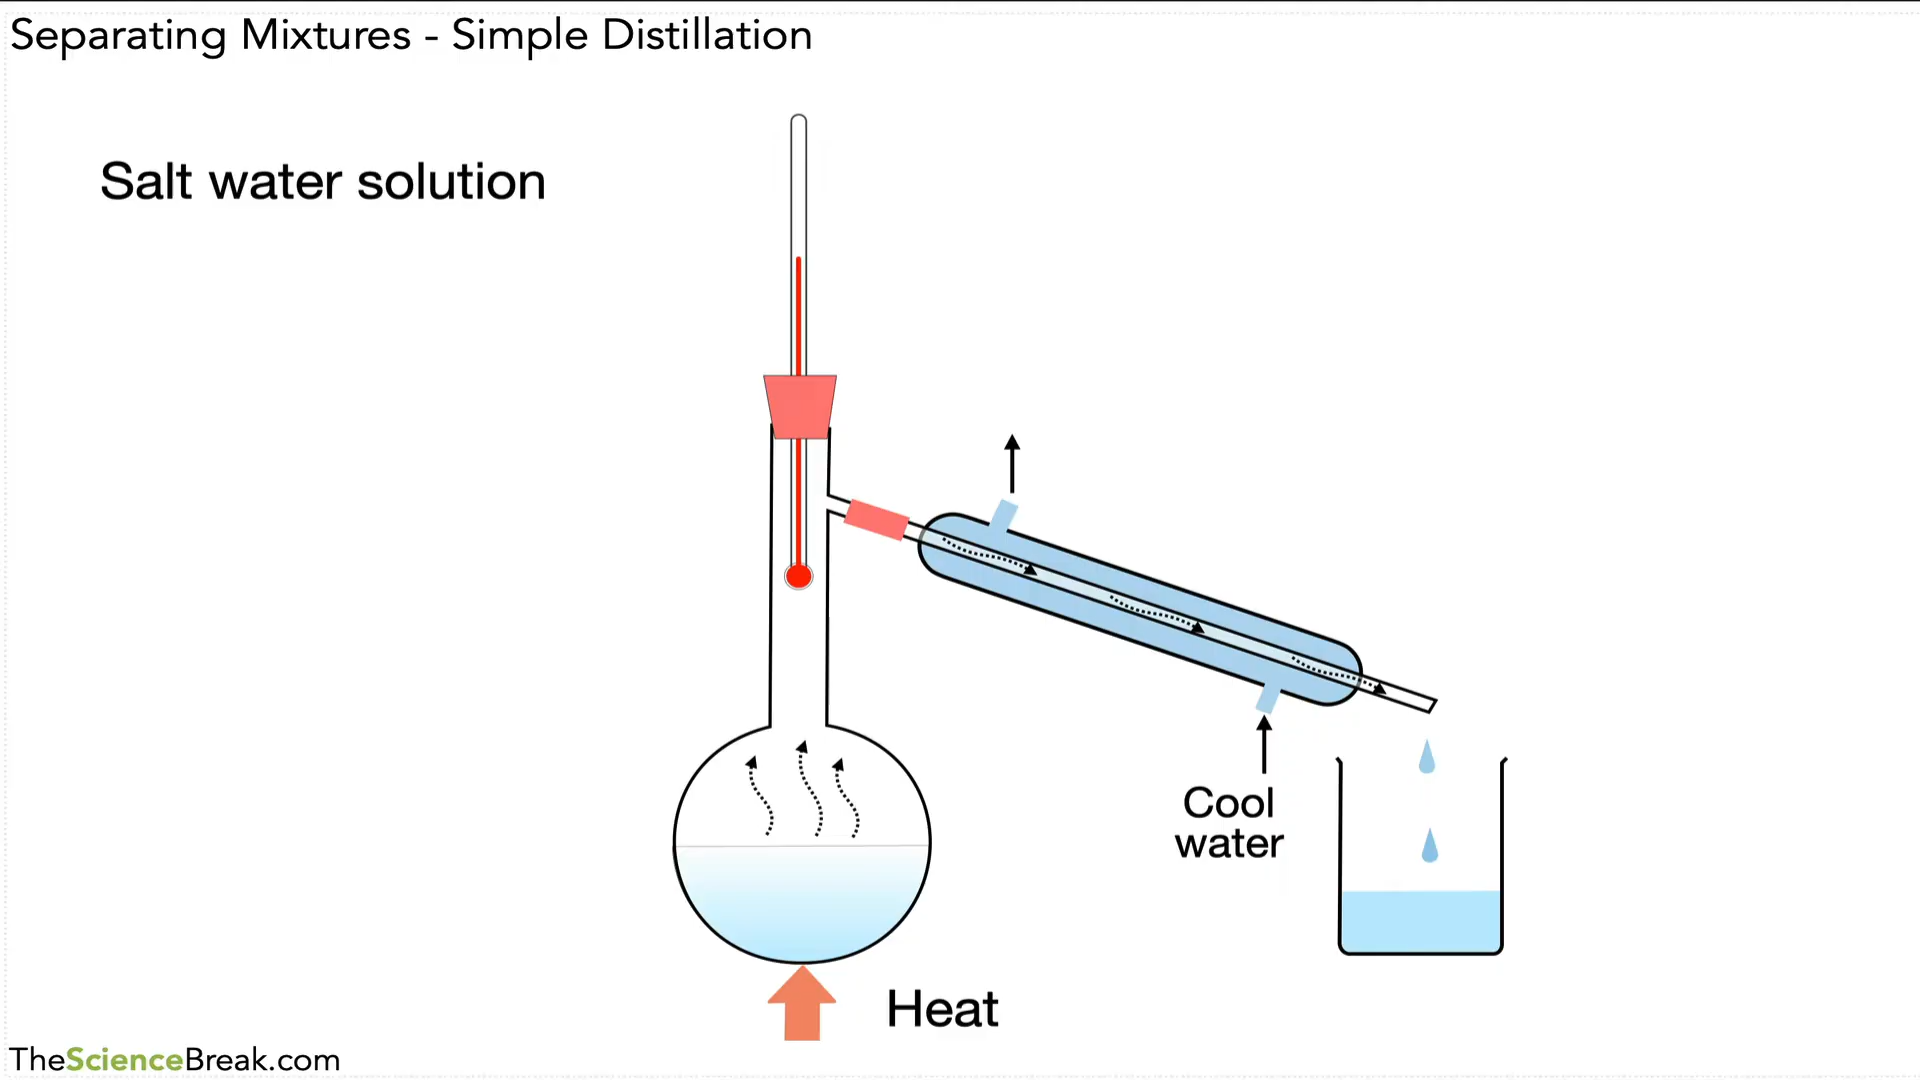 Separating Mixtures - Simple Distillation
Salt water solution
Cool
water
Heat
TheScienceBreak.com